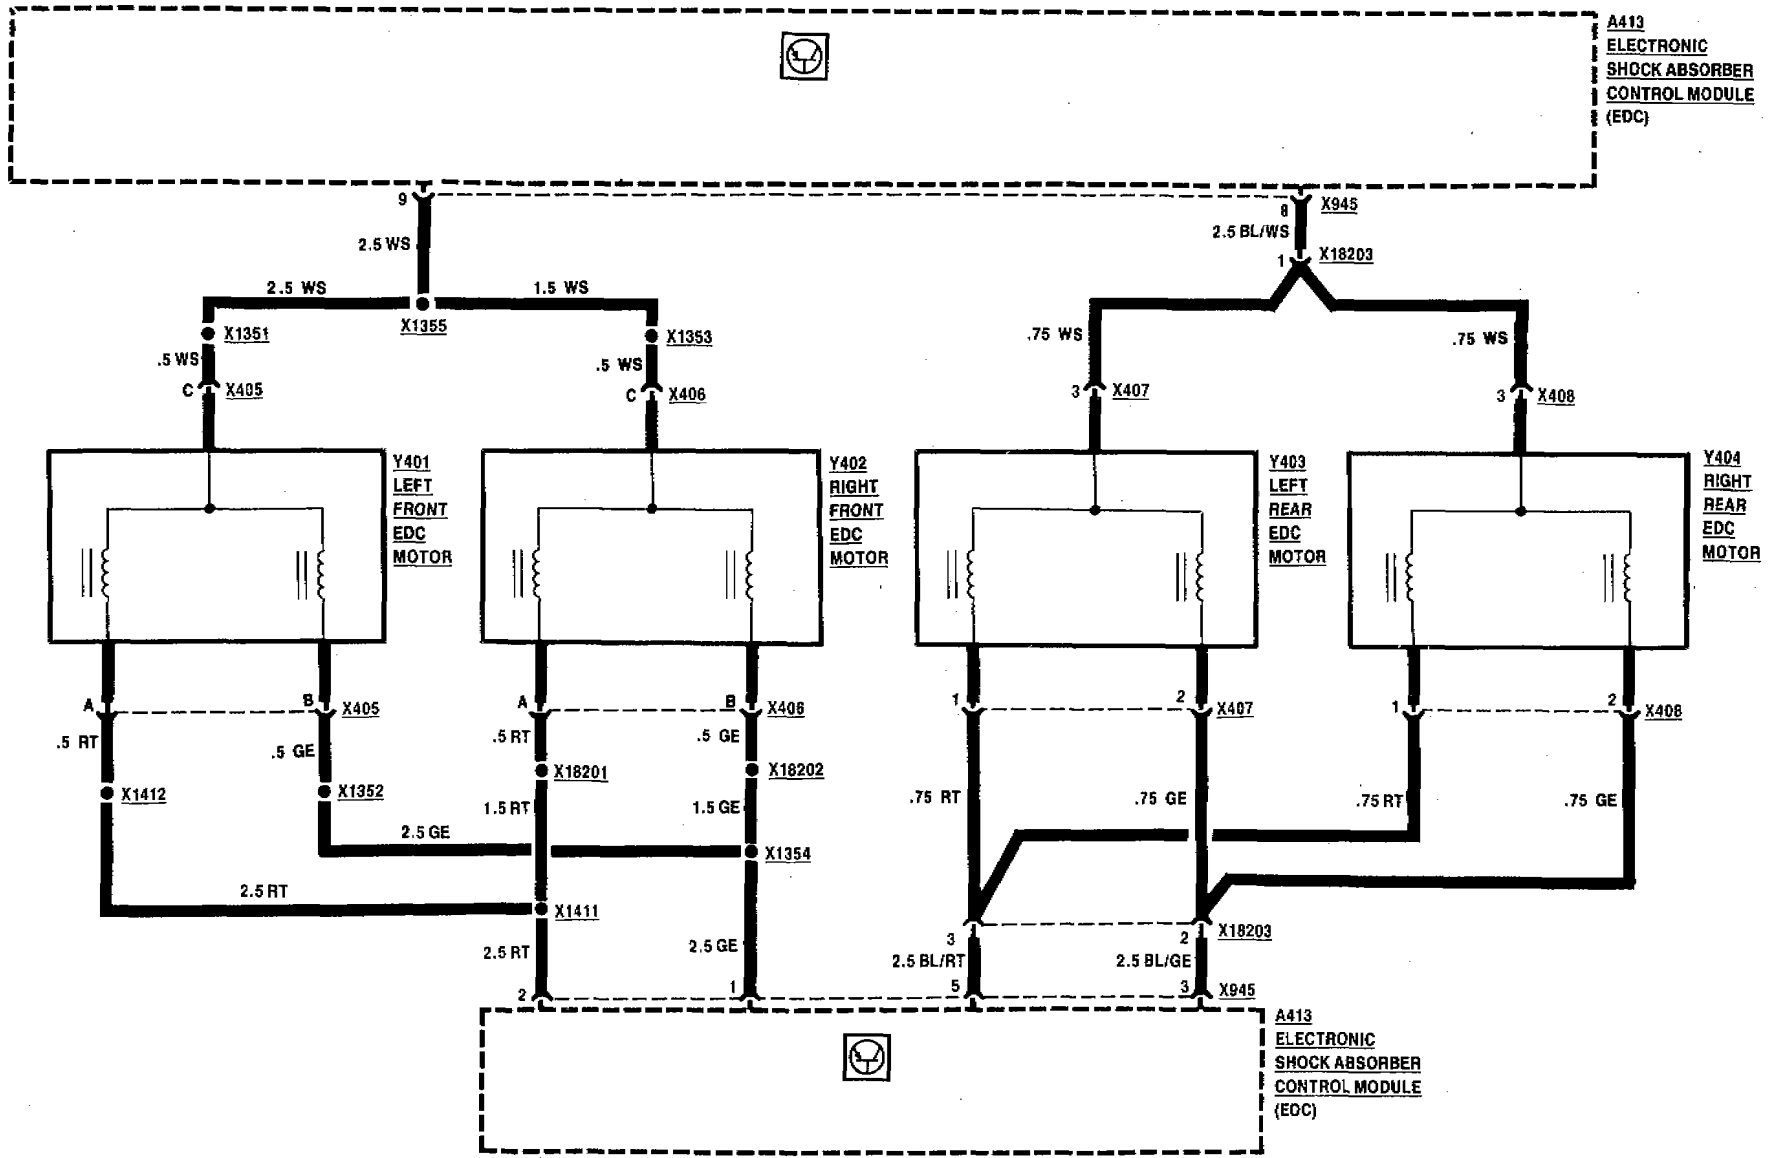 A413
ELECTRONIC
SHOCK ABSORBER
CONTROL MODULE
(EDC)
9
8
X945
2.5 WS
2.5 BL/WS
1
X18203
2.5 WS
1.5 WS
X1355
X1351
X1353
.75 WS
.75 WS
.5 WS
.5 WS
C
X405
C
X406
3
X407
3
X408
Y401
LEFT
FRONT
EDC
MOTOR
Y402
RIGHT
FRONT
EDC
MOTOR
Y403
LEFT
REAR
EDC
MOTOR
Y404
RIGHT
REAR
EDC
MOTOR
A
B
X405
A
B
X406
1
2
X407
1
2
X408
.5 RT
.5 GE
.5 RT
.5 GE
X1412
X1352
X18201
X18202
1.5 RT
1.5 GE
.75 RT
.75 GE
.75 RT
.75 GE
2.5 GE
X1354
2.5 RT
X1411
3
2
X18203
2.5 RT
2.5 GE
2.5 BL/RT
2.5 BL/GE
2
1
5
3
X945
A413
ELECTRONIC
SHOCK ABSORBER
CONTROL MODULE
(EDC)